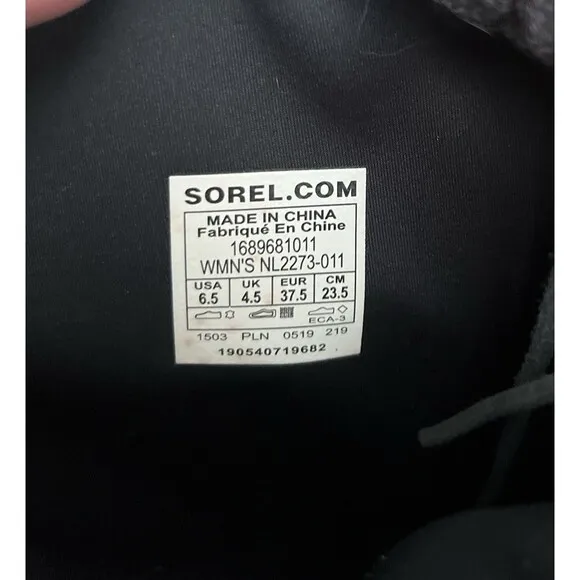 SOREL.COM
MADE IN CHINA
Fabriqué En Chine
1689681011
WMN'S NL2273-011
USA UK EUR CM
6.5 4.5 37.5 23.5
ECA-3
1503 PLN 0519 219
190540719682